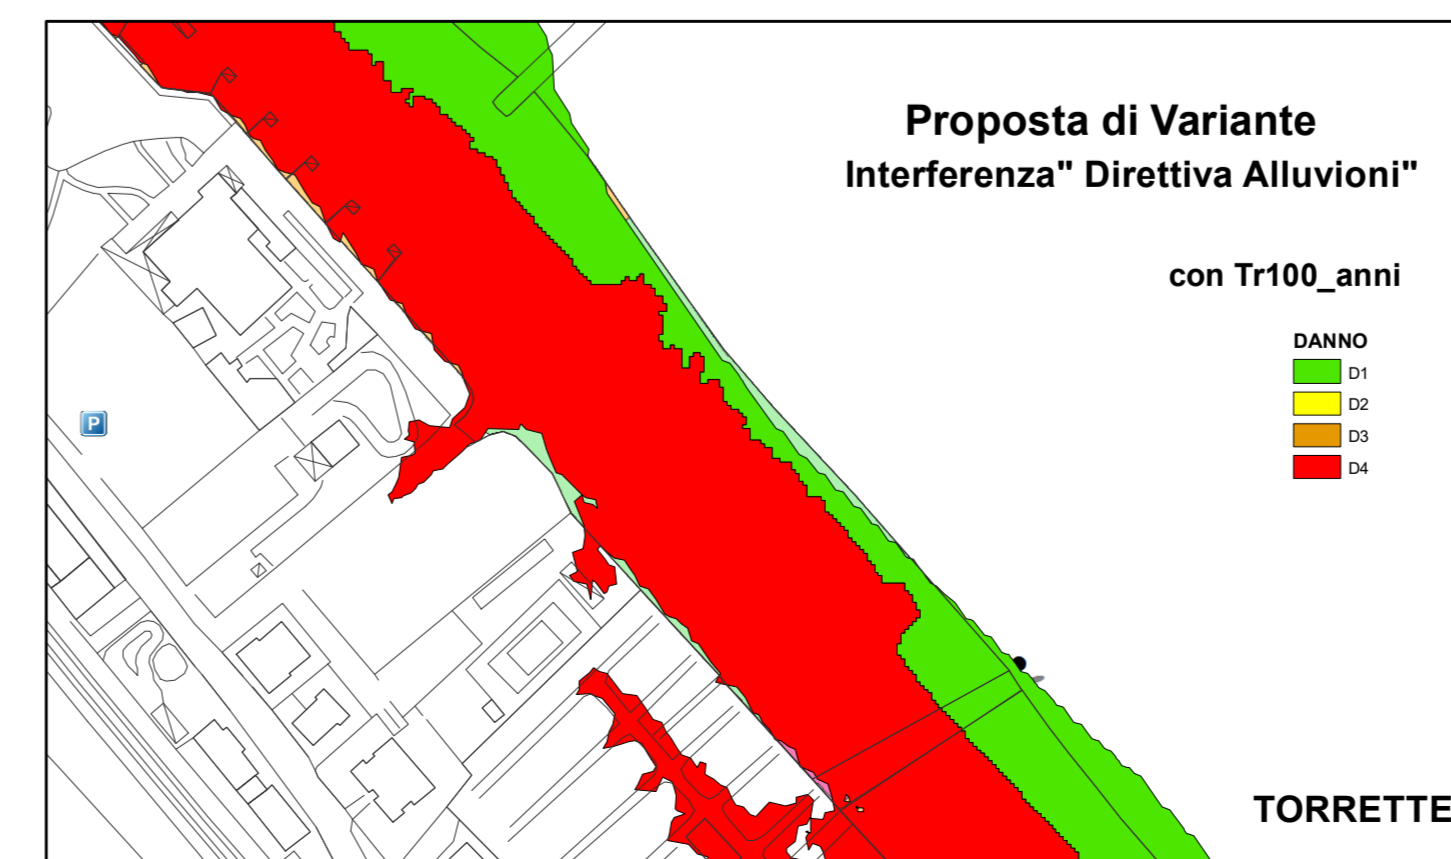 Proposta di Variante
Interferenza" Direttiva Alluvioni"
con Tr100_anni
DANNO
D1
D2
D3
D4
P
TORRETTE